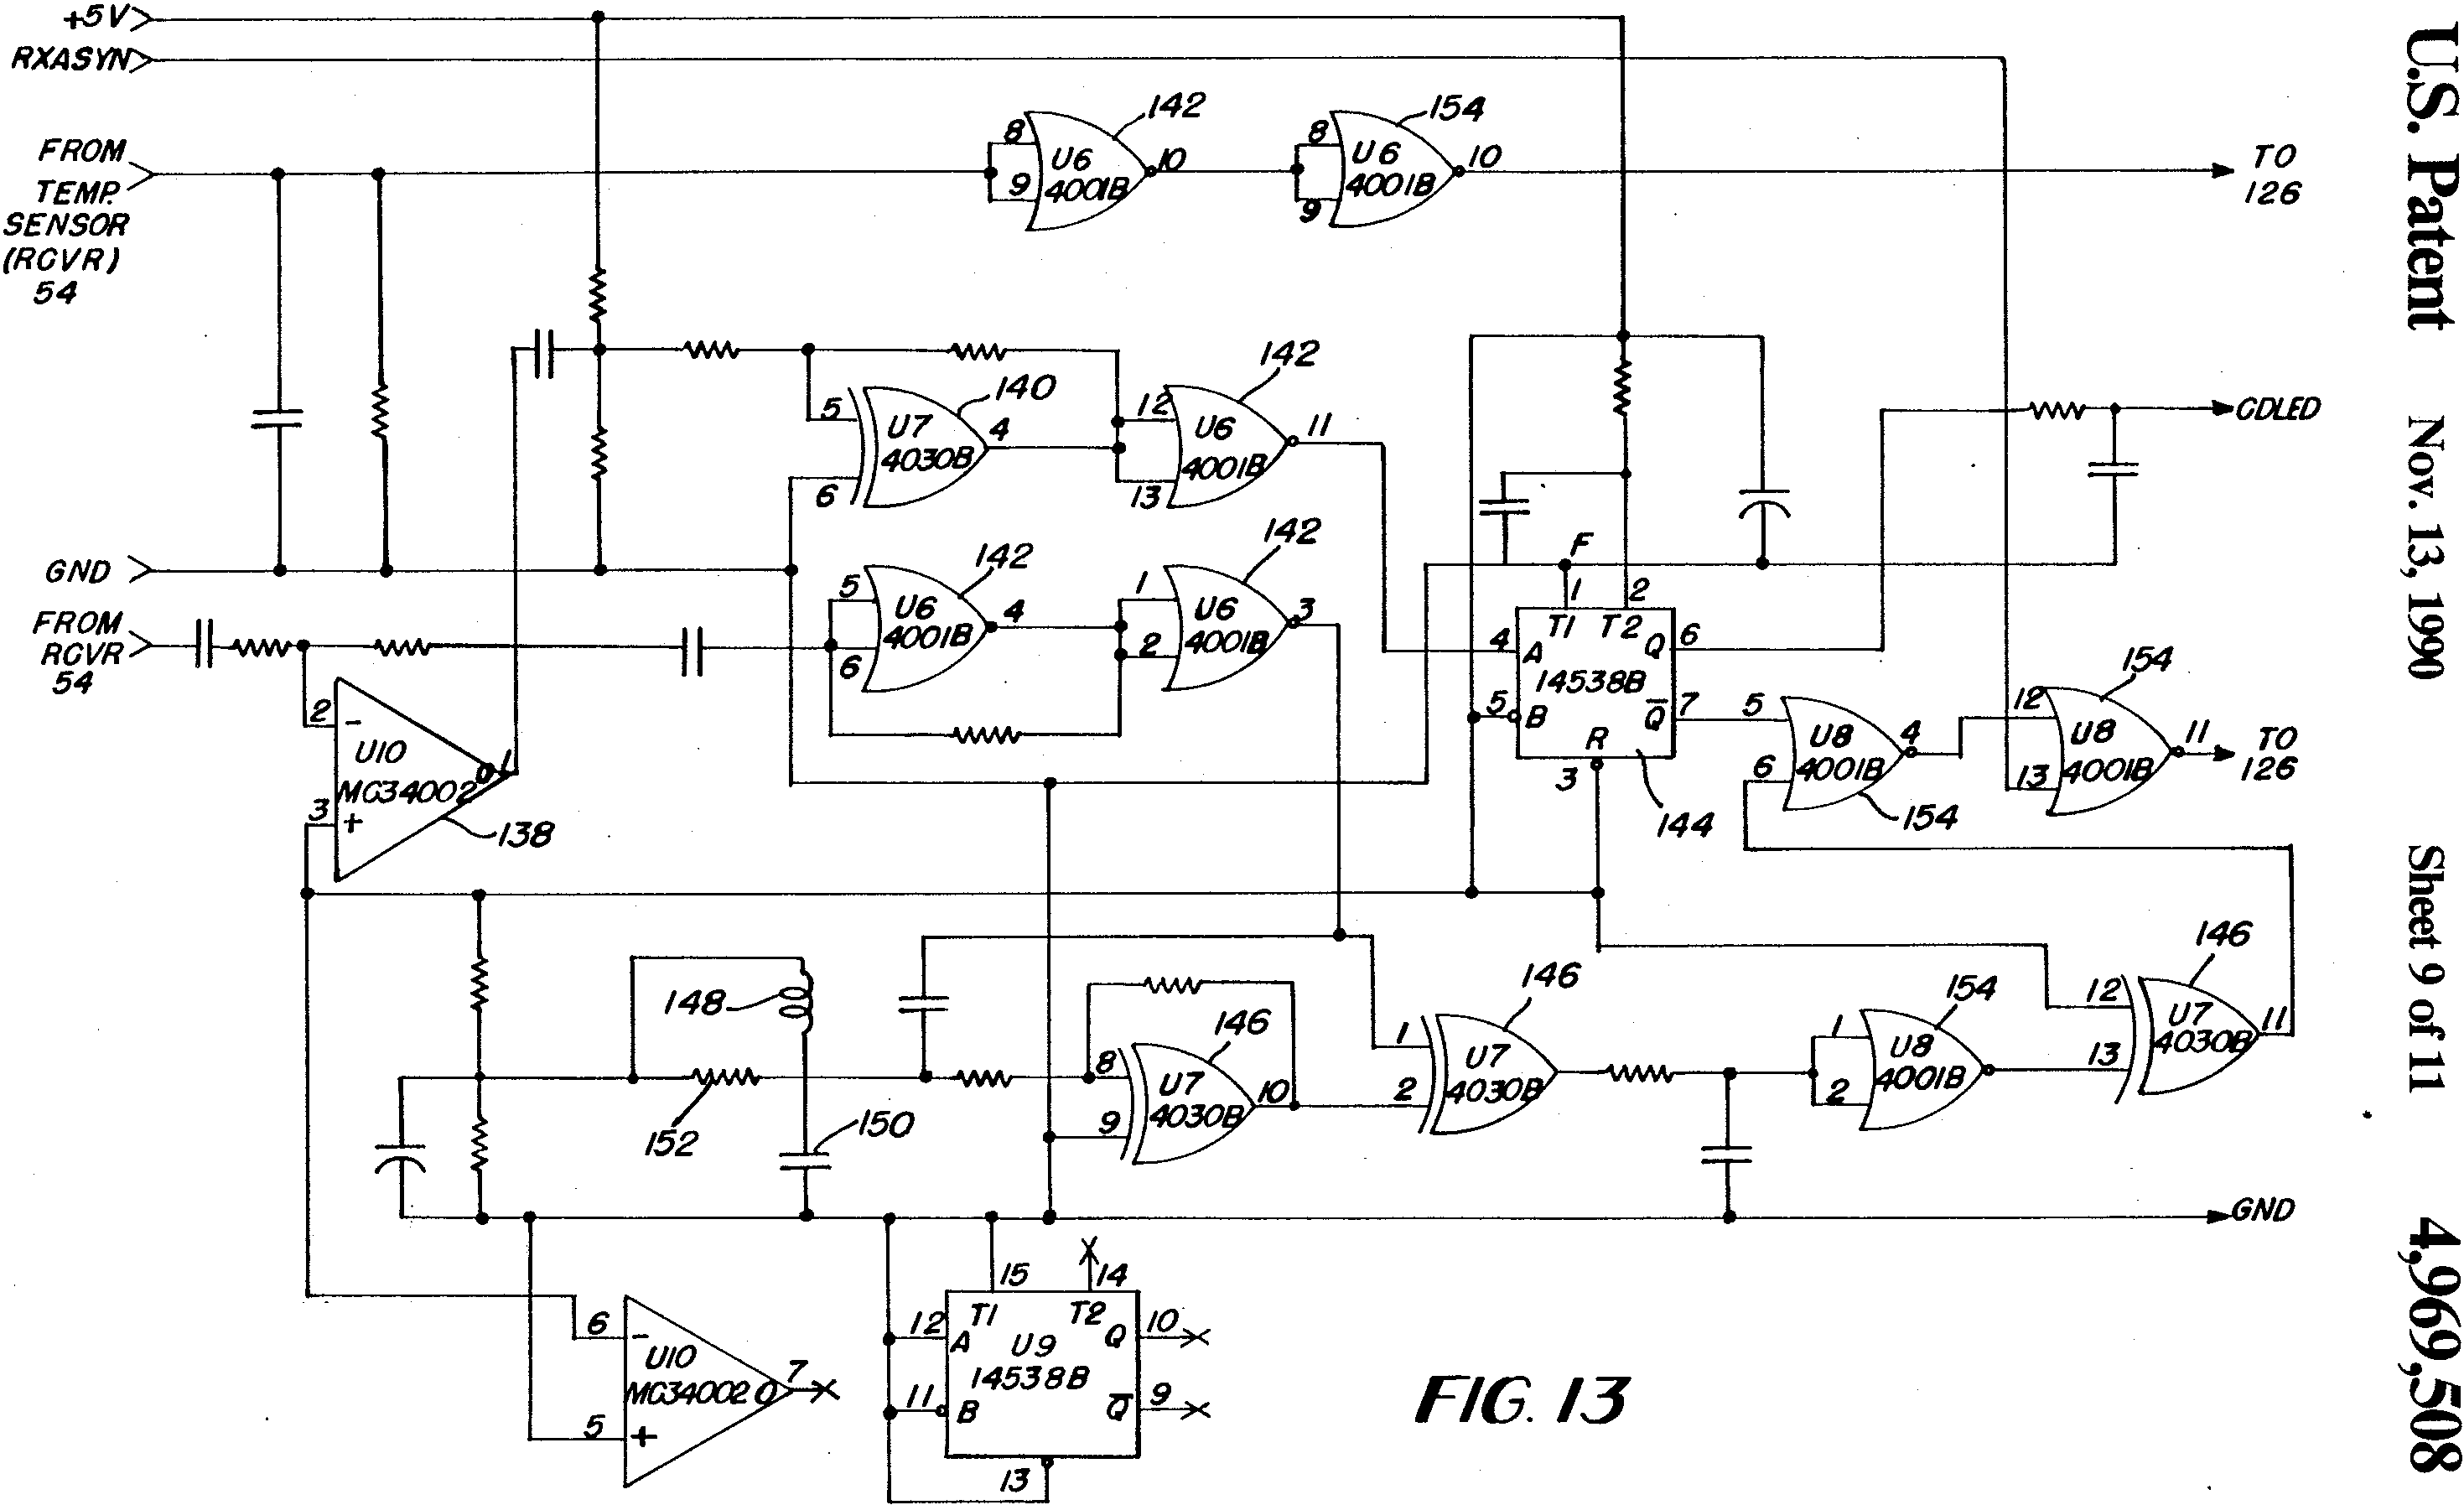 U.S. Patent Nov. 13, 1990 Sheet 9 of 11 4,969,508
+5V
RXASYN
FROM
TEMP.
SENSOR
(RCVR)
54
8
9
U6
4001B
10
142
8
9
U6
4001B
10
154
TO
126
5
6
U7
4030B
4
140
12
13
U6
4001B
11
142
CDLED
GND
FROM
RCVR
54
5
6
U6
4001B
4
142
1
2
U6
4001B
3
142
F
1
2
T1 T2
4
A
Q
6
14538B
5
B
Q̅
7
R
3
144
5
6
U8
4001B
4
154
12
13
U8
4001B
11
154
TO
126
2
-
U10
MC34002
O
1
3
+
138
148
152
150
8
9
U7
4030B
10
146
1
2
U7
4030B
146
1
2
U8
4001B
154
12
13
U7
4030B
11
146
GND
6
-
U10
MC34002
O
7
5
+
15
14
T1
T2
12
A
U9
Q
10
14538B
11
B
Q̅
9
13
FIG. 13